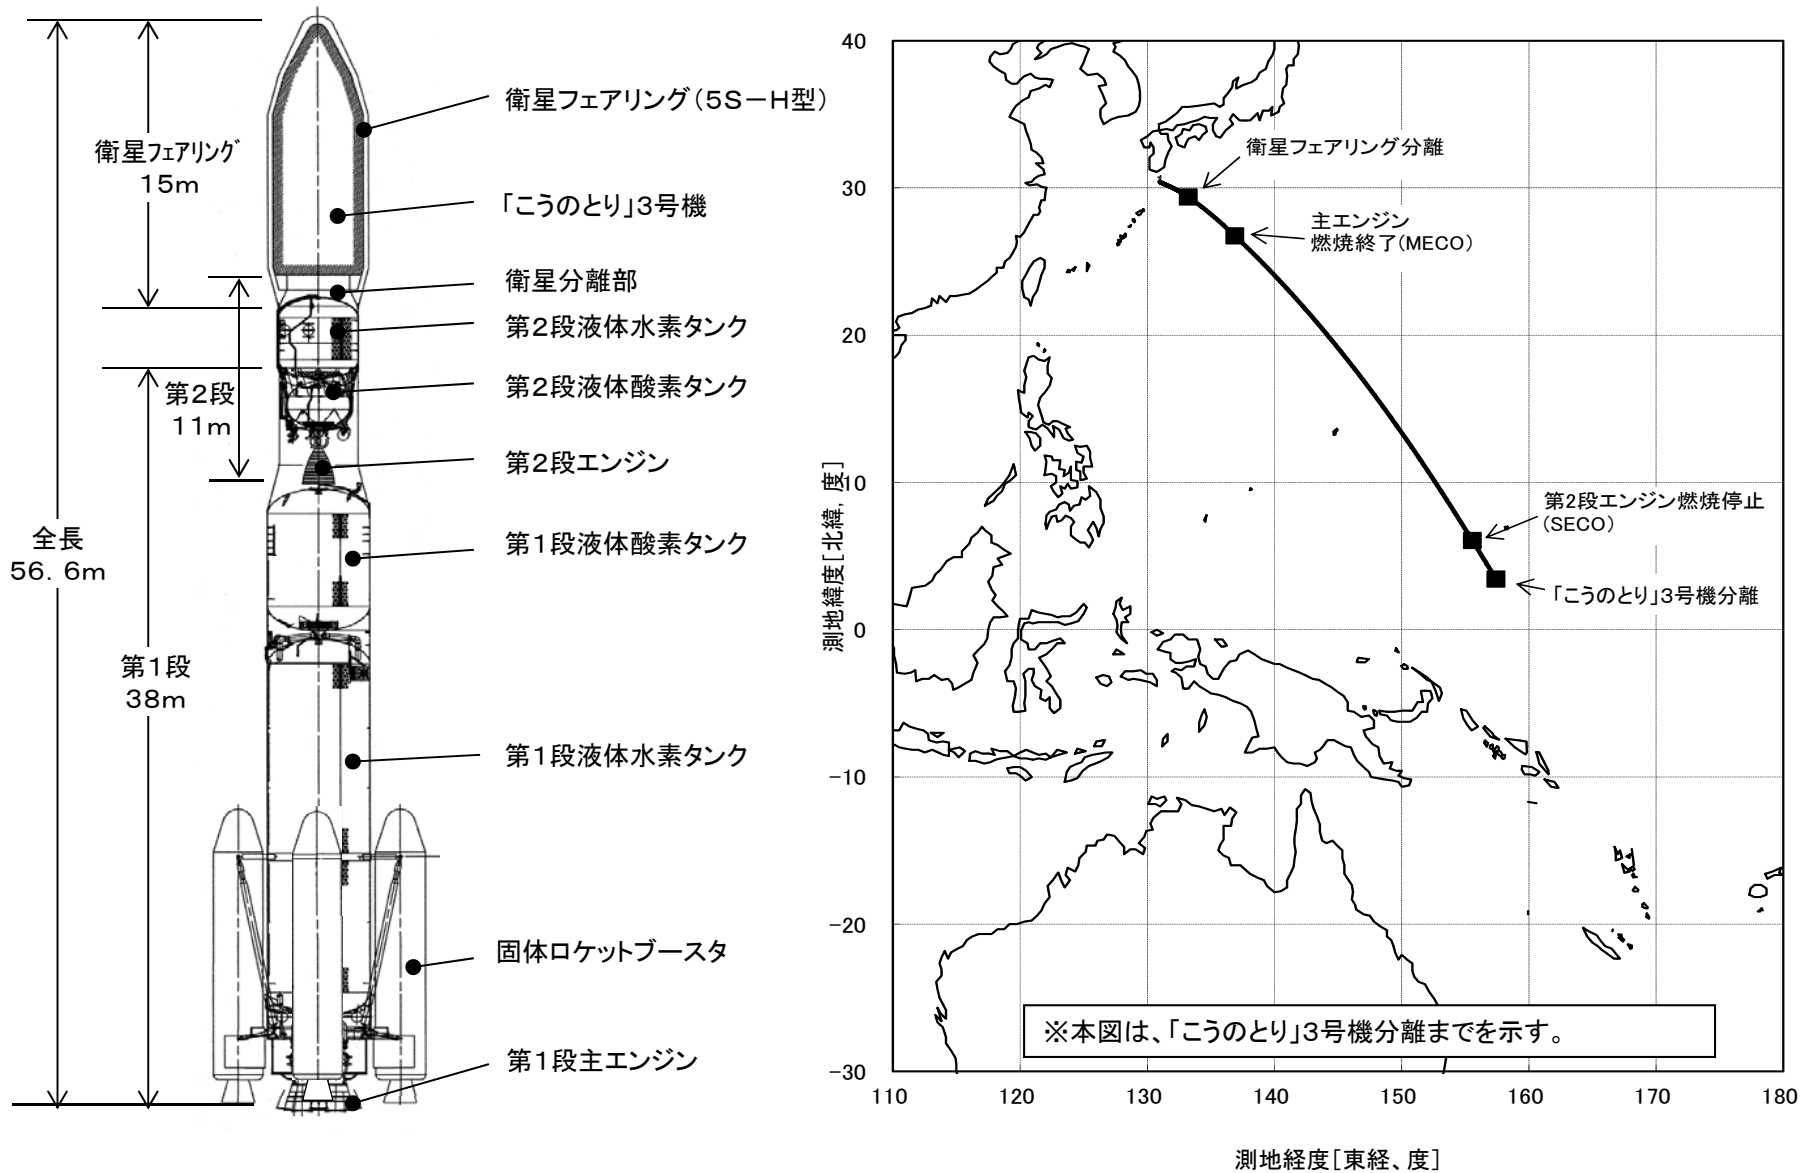 衛星フェアリング
15m
第2段
11m
全長
56.6m
第1段
38m
衛星フェアリング(5S-H型)
「こうのとり」3号機
衛星分離部
第2段液体水素タンク
第2段液体酸素タンク
第2段エンジン
第1段液体酸素タンク
第1段液体水素タンク
固体ロケットブースタ
第1段主エンジン
測地緯度[北緯,度]
40
30
20
10
0
-10
-20
-30
衛星フェアリング分離
主エンジン
燃焼終了(MECO)
第2段エンジン燃焼停止
(SECO)
「こうのとり」3号機分離
※本図は、「こうのとり」3号機分離までを示す。
110 120 130 140 150 160 170 180
測地経度[東経、度]